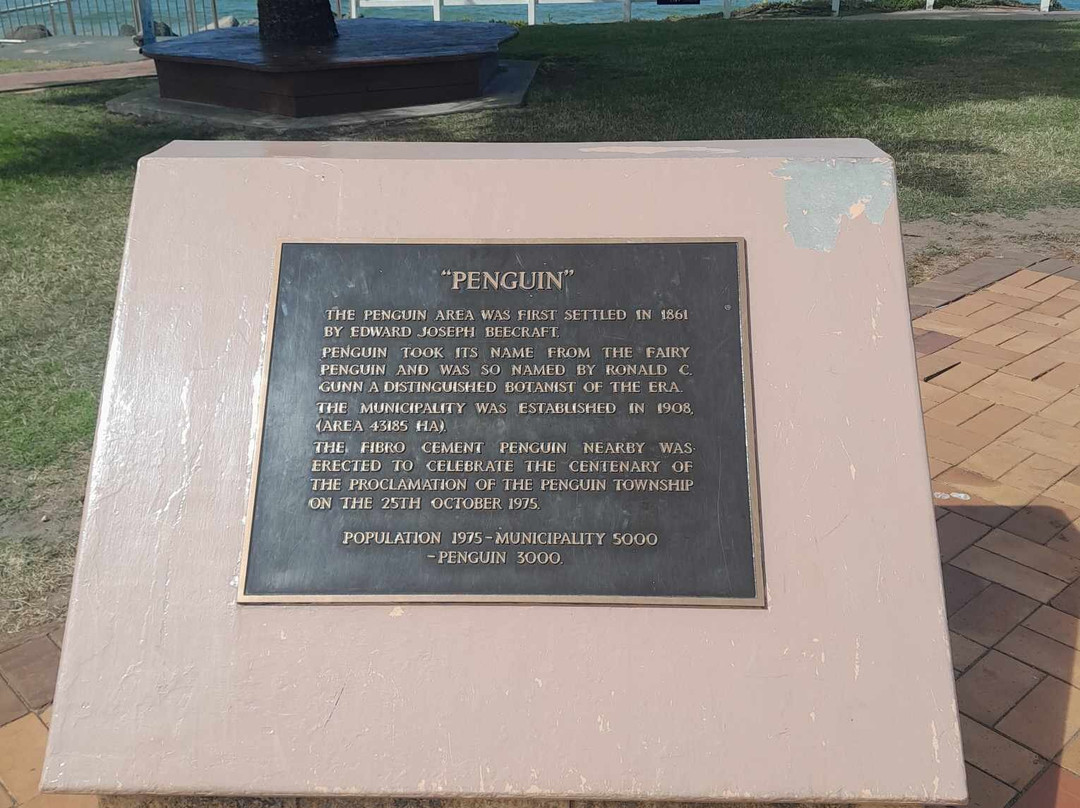 "PENGUIN"
THE PENGUIN AREA WAS FIRST SETTLED IN 1861
BY EDWARD JOSEPH BEECRAFT.
PENGUIN TOOK ITS NAME FROM THE FAIRY
PENGUIN AND WAS SO NAMED BY RONALD C.
GUNN A DISTINGUISHED BOTANIST OF THE ERA.
THE MUNICIPALITY WAS ESTABLISHED IN 1908.
(AREA 43185 HA).
THE FIBRO CEMENT PENGUIN NEARBY WAS
ERECTED TO CELEBRATE THE CENTENARY OF
THE PROCLAMATION OF THE PENGUIN TOWNSHIP
ON THE 25TH OCTOBER 1975.
POPULATION 1975 - MUNICIPALITY 5000
- PENGUIN 3000.